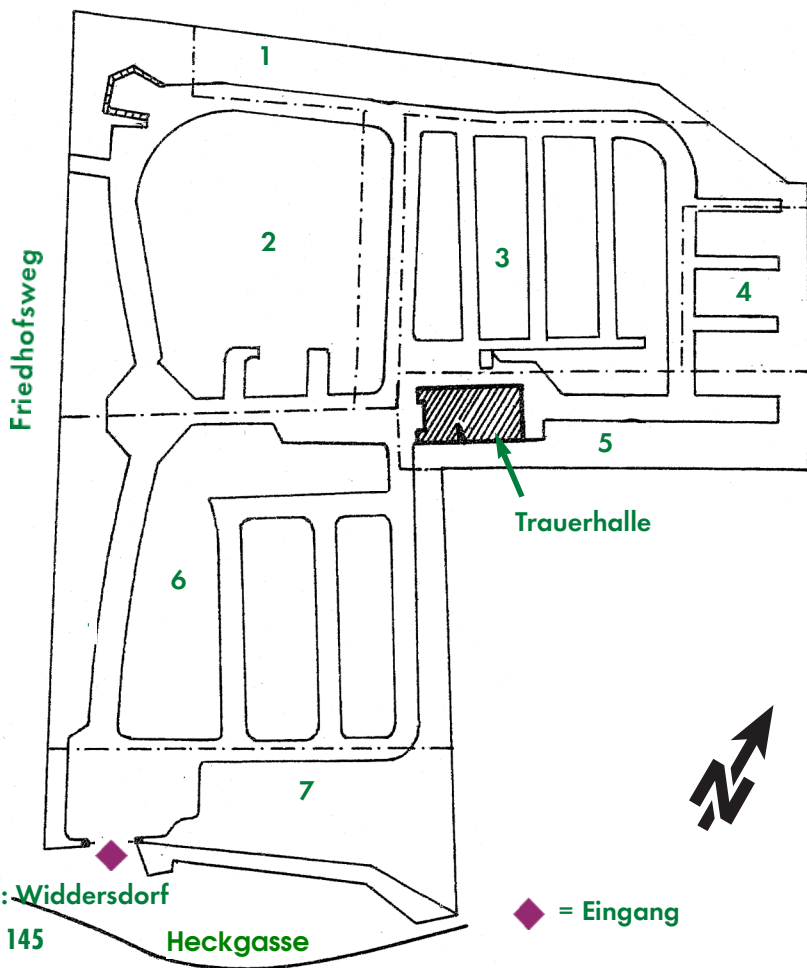 1
2
3
4
Friedhofsweg
5
Trauerhalle
6
N
7
: Widdersdorf
= Eingang
145
Heckgasse